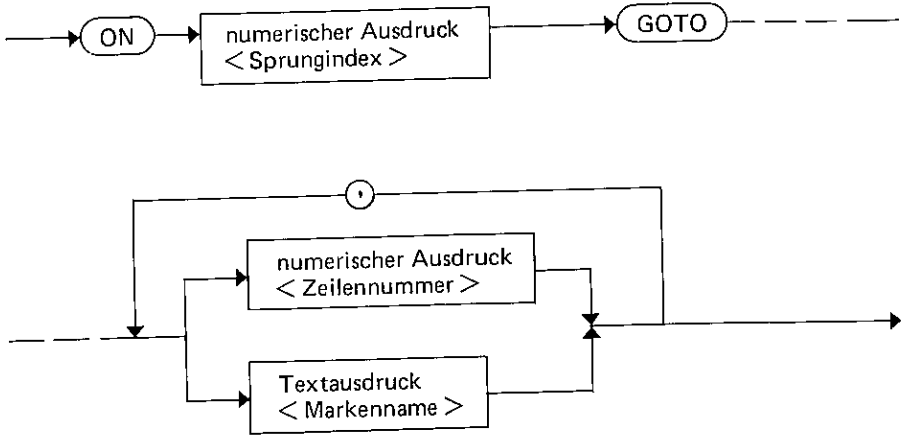 ON
numerischer Ausdruck
< Sprungindex >
GOTO
,
numerischer Ausdruck
< Zeilennummer >
Textausdruck
< Markenname >